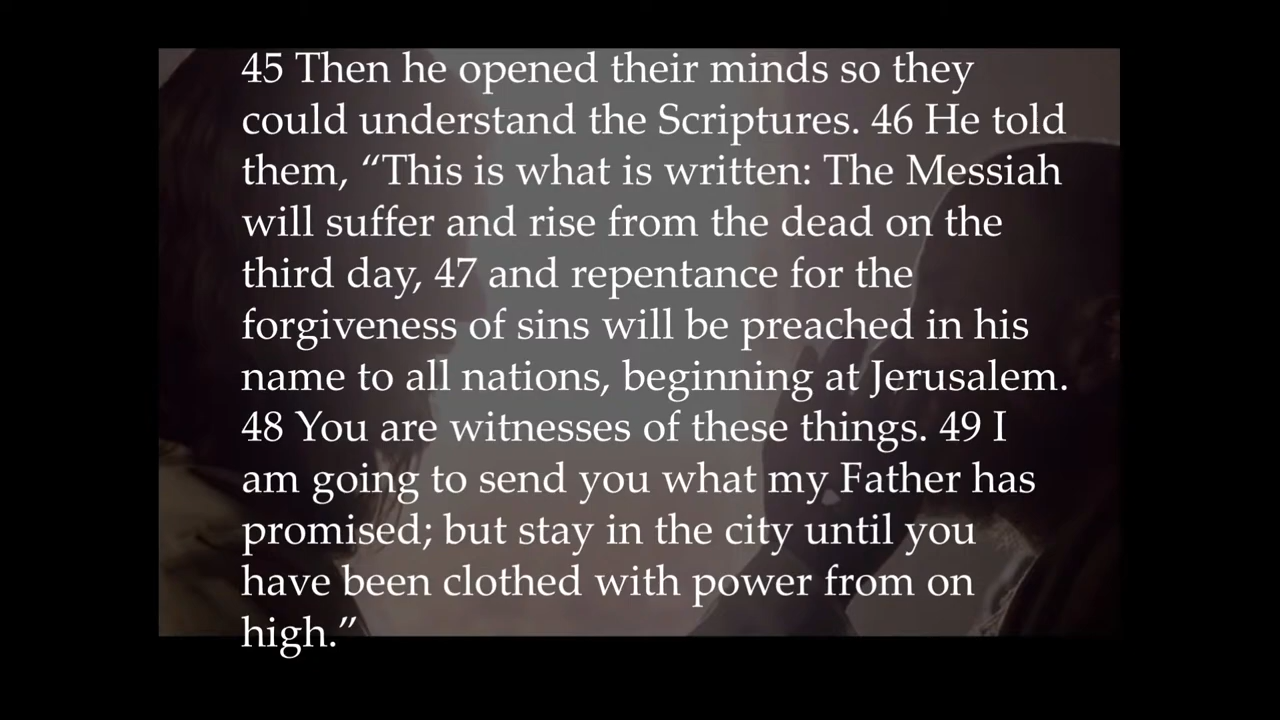 45 Then he opened their minds so they
could understand the Scriptures. 46 He told
them, “This is what is written: The Messiah
will suffer and rise from the dead on the
third day, 47 and repentance for the
forgiveness of sins will be preached in his
name to all nations, beginning at Jerusalem.
48 You are witnesses of these things. 49 I
am going to send you what my Father has
promised; but stay in the city until you
have been clothed with power from on
high.”